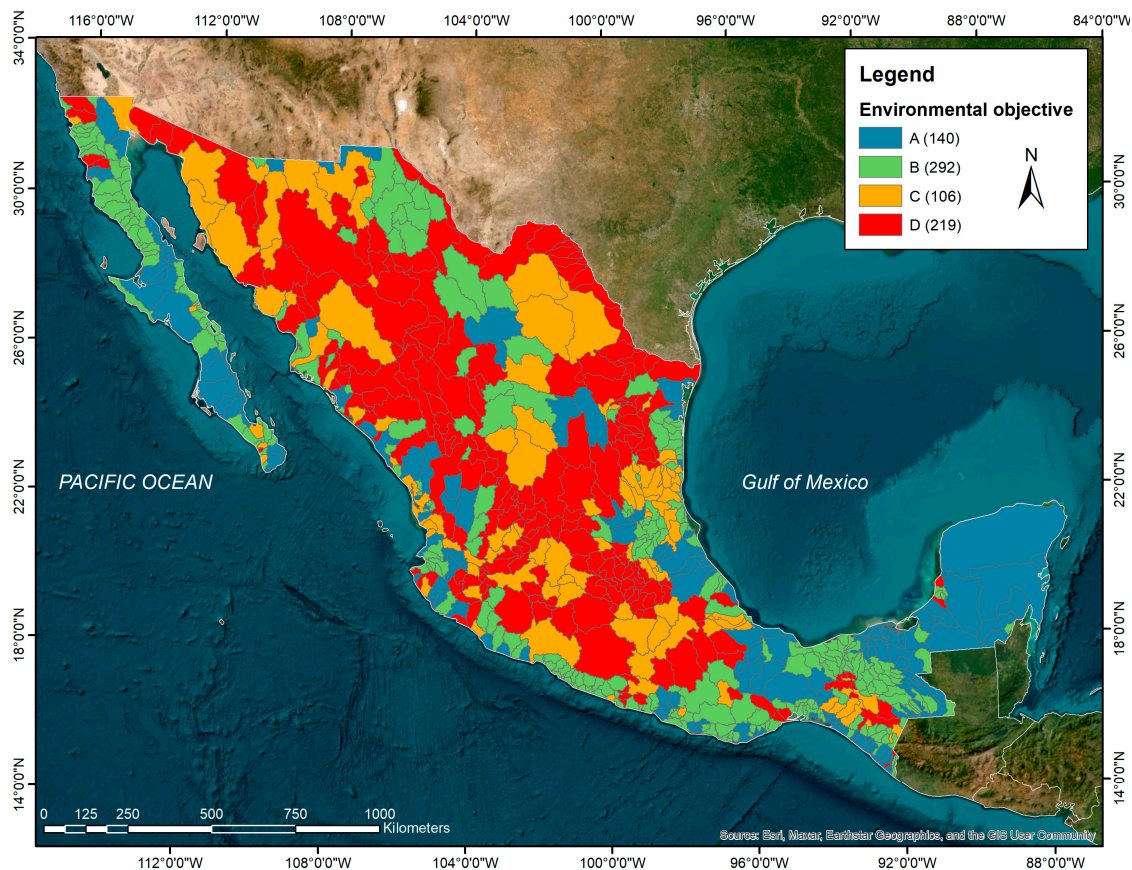 116°0'0"W 112°0'0"W 108°0'0"W 104°0'0"W 100°0'0"W 96°0'0"W 92°0'0"W 88°0'0"W 84°0'0"W
34°0'0"N
Legend
Environmental objective
A (140)
B (292)
C (106)
D (219)
N
30°0'0"N 30°0'0"N
26°0'0"N 26°0'0"N
PACIFIC OCEAN Gulf of Mexico
22°0'0"N 22°0'0"N
18°0'0"N 18°0'0"N
14°0'0"N 14°0'0"N
0 125 250 500 750 1000
Kilometers
Source: Esri, Maxar, Earthstar Geographics, and the GIS User Community
112°0'0"W 108°0'0"W 104°0'0"W 100°0'0"W 96°0'0"W 92°0'0"W 88°0'0"W